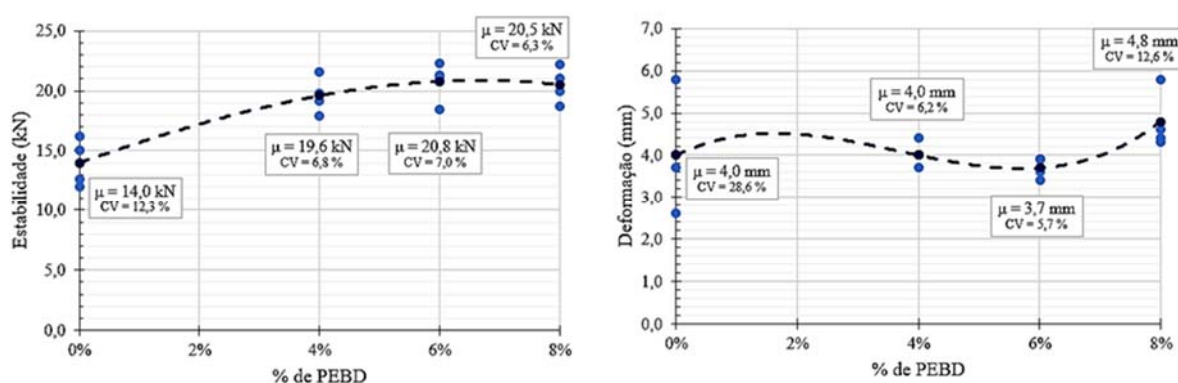 25,0
20,0
15,0
10,0
5,0
0,0
Estabilidade (kN)
μ = 14,0 kN
CV = 12,3 %
μ = 19,6 kN
CV = 6,8 %
μ = 20,8 kN
CV = 7,0 %
μ = 20,5 kN
CV = 6,3 %
0% 2% 4% 6% 8%
% de PEBD
7,0
6,0
5,0
4,0
3,0
2,0
1,0
0,0
Deformação (mm)
μ = 4,0 mm
CV = 28,6 %
μ = 4,0 mm
CV = 6,2 %
μ = 3,7 mm
CV = 5,7 %
μ = 4,8 mm
CV = 12,6 %
0% 2% 4% 6% 8%
% de PEBD